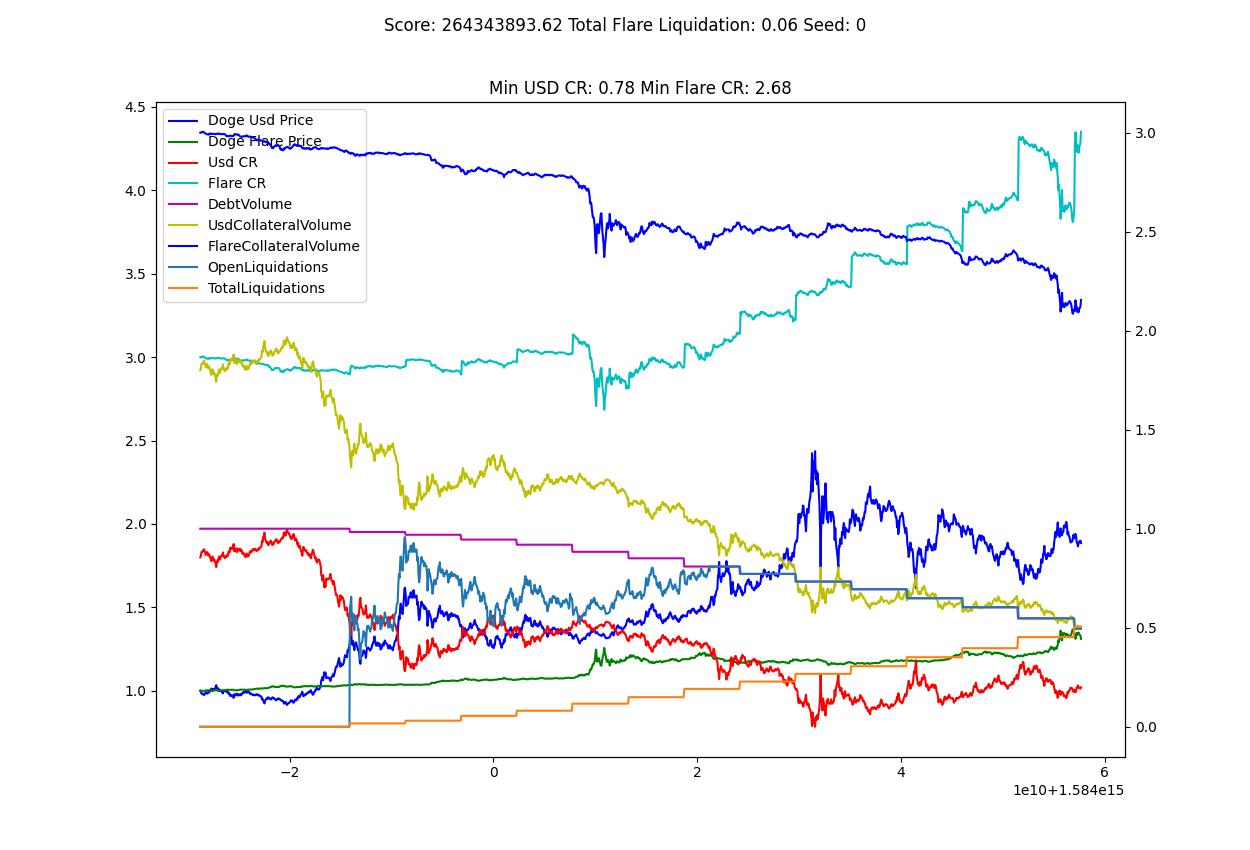 Score: 264343893.62 Total Flare Liquidation: 0.06 Seed: 0
Min USD CR: 0.78 Min Flare CR: 2.68
Doge Usd Price
Doge Flare Price
Usd CR
Flare CR
DebtVolume
UsdCollateralVolume
FlareCollateralVolume
OpenLiquidations
TotalLiquidations
4.5
4.0
3.5
3.0
2.5
2.0
1.5
1.0
3.0
2.5
2.0
1.5
1.0
0.5
0.0
−2 0 2 4 6
1e10+1.584e15